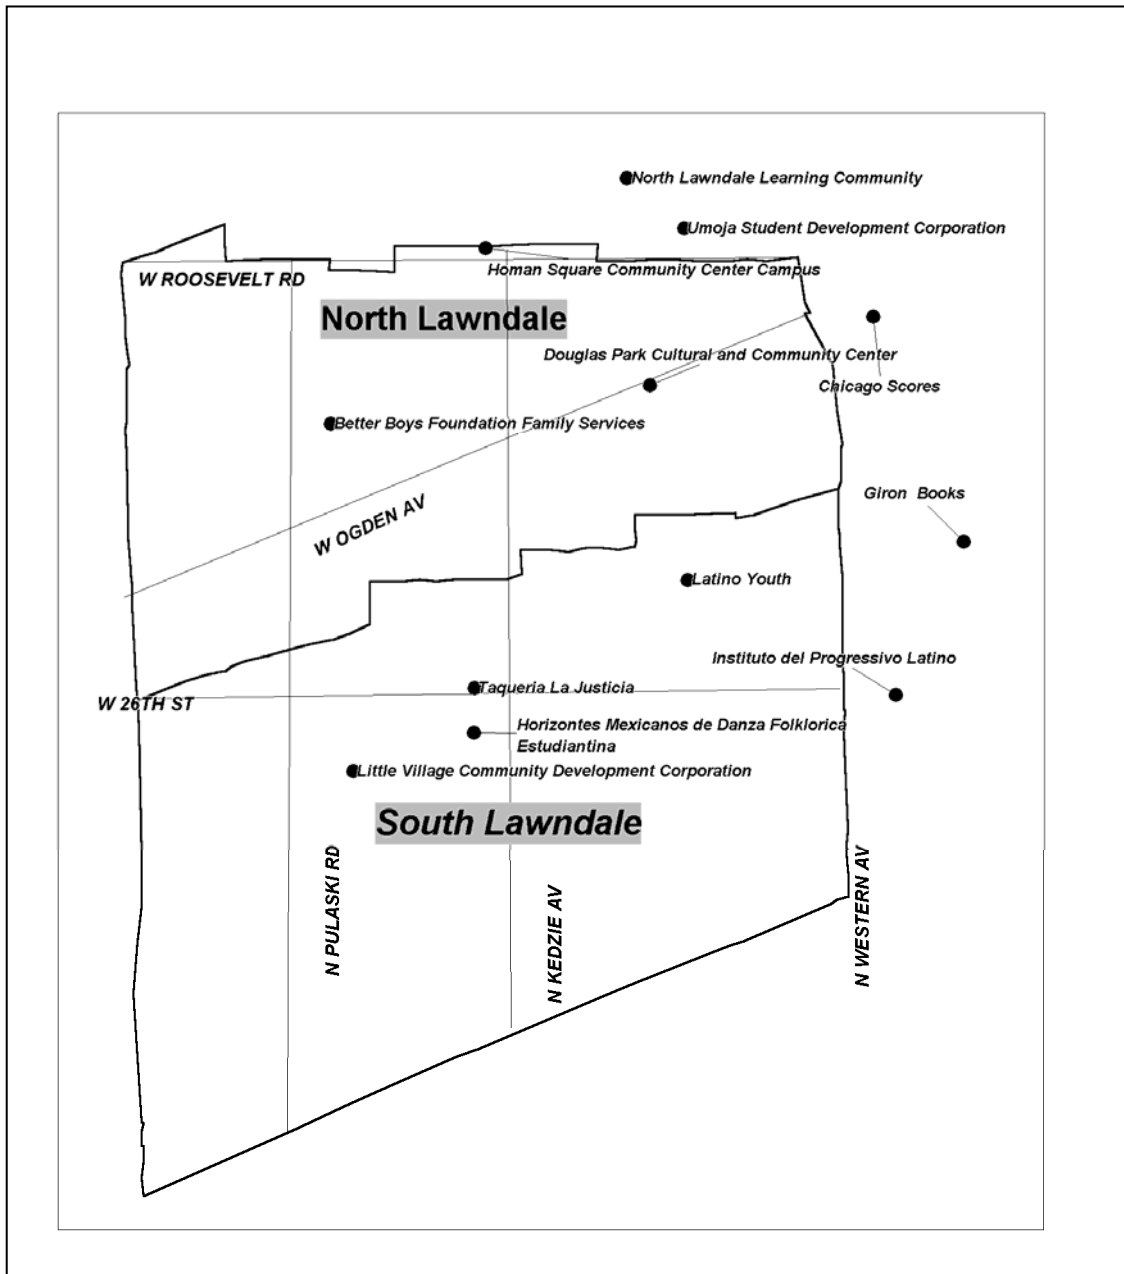 North Lawndale Learning Community
Umoja Student Development Corporation
Homan Square Community Center Campus
W ROOSEVELT RD
North Lawndale
Douglas Park Cultural and Community Center
Chicago Scores
Better Boys Foundation Family Services
Giron Books
W OGDEN AV
Latino Youth
Instituto del Progressivo Latino
Taqueria La Justicia
W 26TH ST
Horizontes Mexicanos de Danza Folklorica
Estudiantina
Little Village Community Development Corporation
South Lawndale
N PULASKI RD
N KEDZIE AV
N WESTERN AV